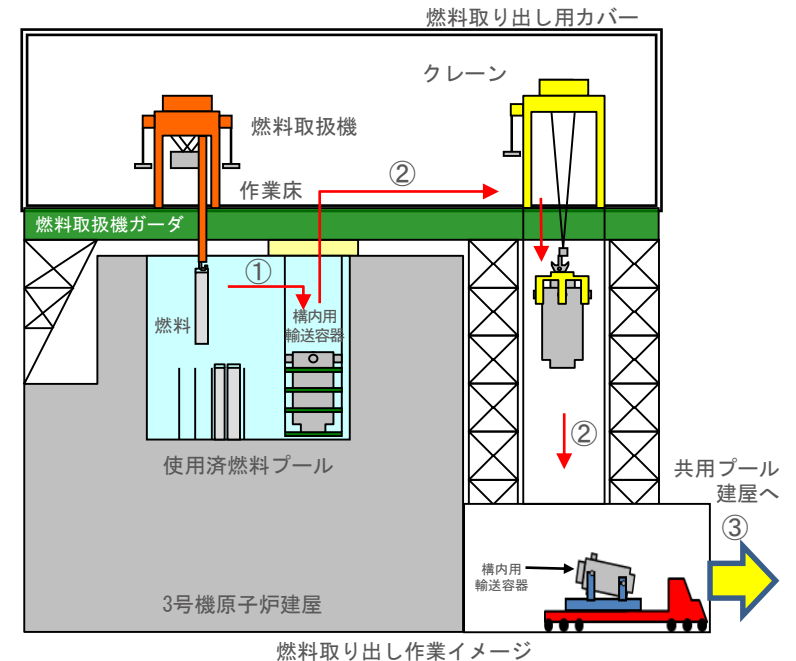 燃料取り出し用カバー
クレーン
燃料取扱機
②
作業床
燃料取扱機ガーダ
①
燃料
構内用
輸送容器
②
使用済燃料プール
共用プール
建屋へ
③
構内用
輸送容器
3号機原子炉建屋
燃料取り出し作業イメージ